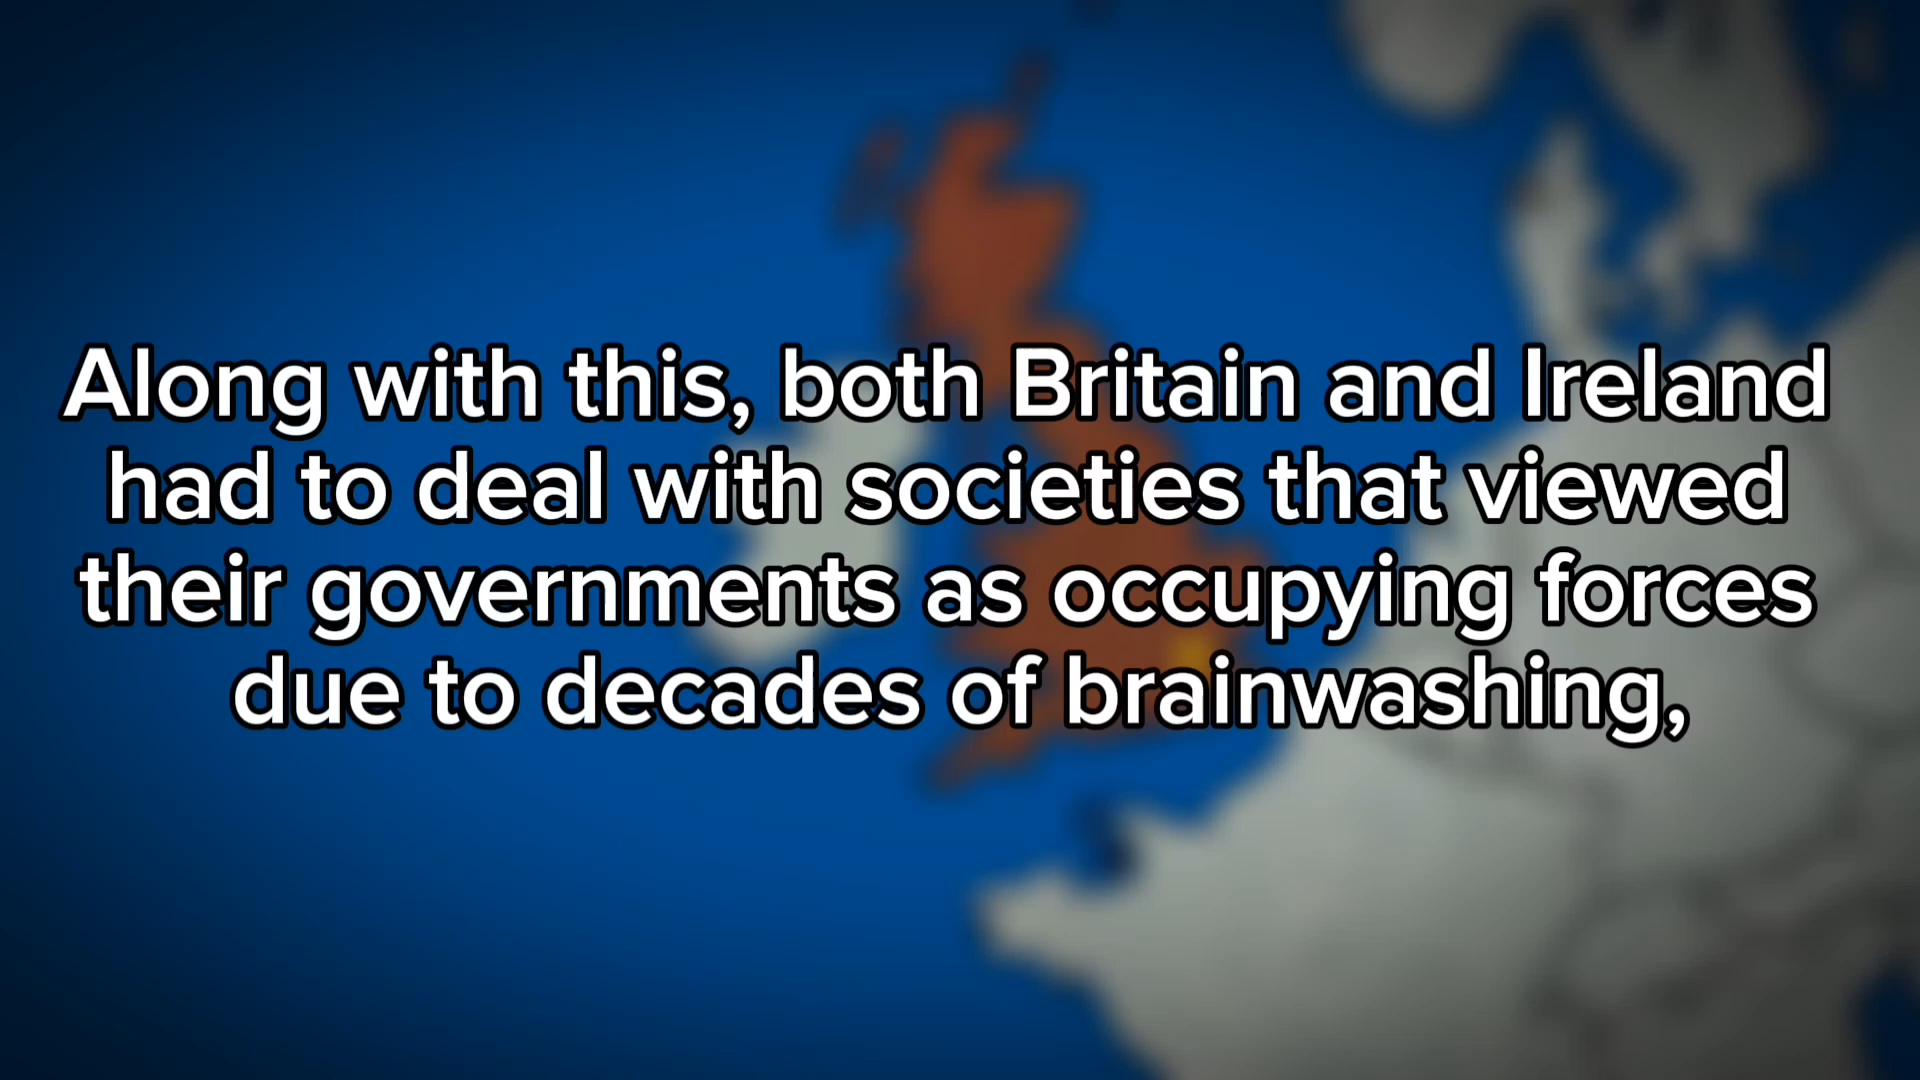 Along with this, both Britain and Ireland
had to deal with societies that viewed
their governments as occupying forces
due to decades of brainwashing,